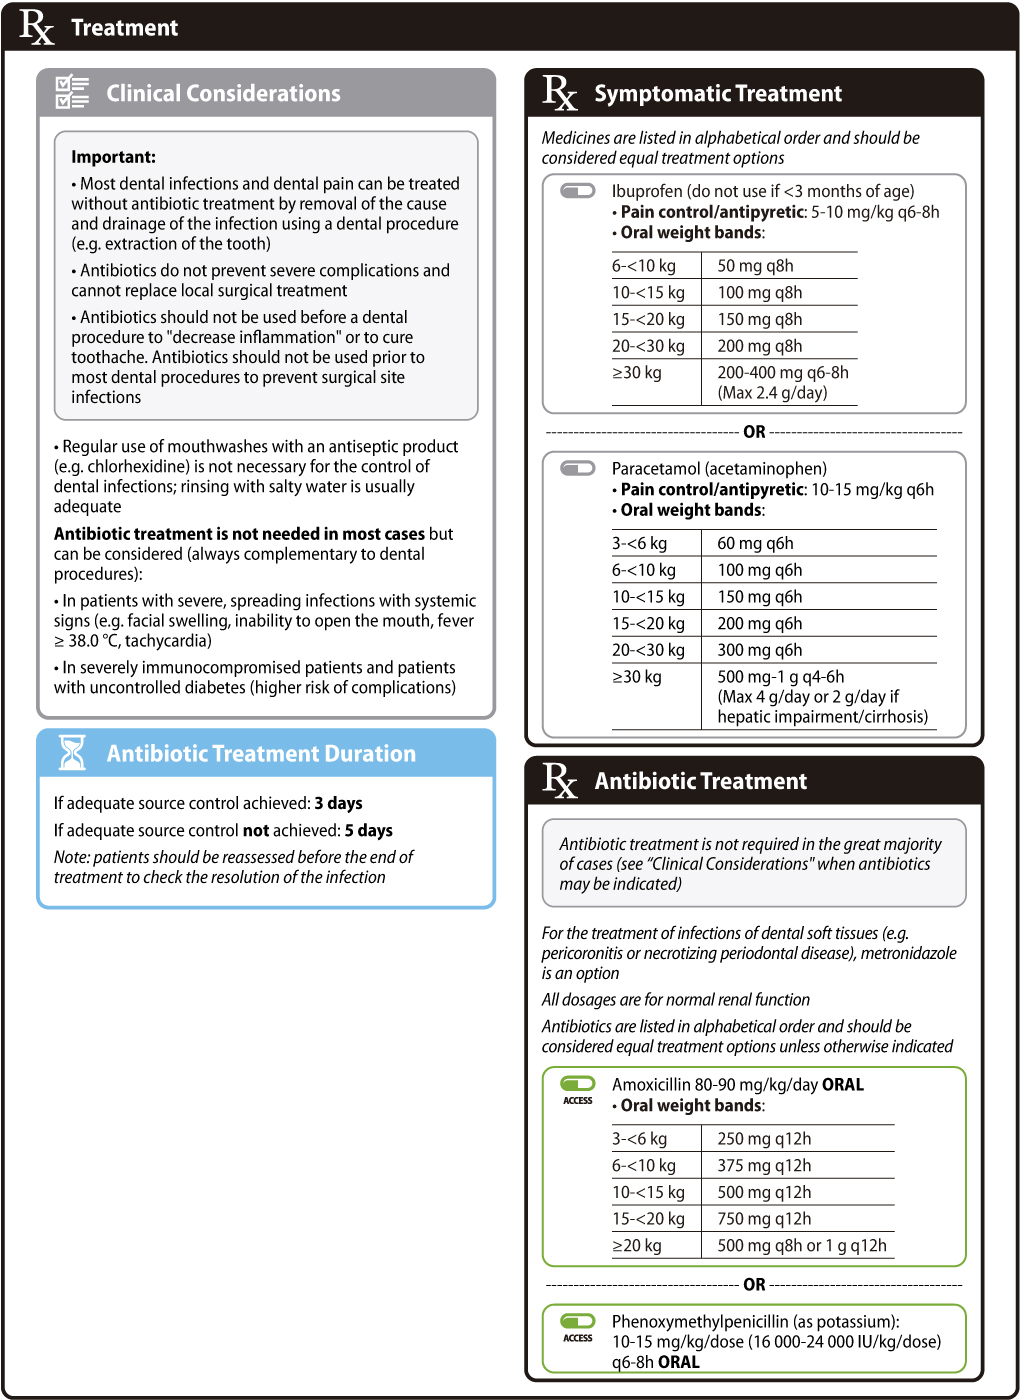 Rx Treatment
Clinical Considerations
Important:
• Most dental infections and dental pain can be treated
without antibiotic treatment by removal of the cause
and drainage of the infection using a dental procedure
(e.g. extraction of the tooth)
• Antibiotics do not prevent severe complications and
cannot replace local surgical treatment
• Antibiotics should not be used before a dental
procedure to "decrease inflammation" or to cure
toothache. Antibiotics should not be used prior to
most dental procedures to prevent surgical site
infections
• Regular use of mouthwashes with an antiseptic product
(e.g. chlorhexidine) is not necessary for the control of
dental infections; rinsing with salty water is usually
adequate
Antibiotic treatment is not needed in most cases but
can be considered (always complementary to dental
procedures):
• In patients with severe, spreading infections with systemic
signs (e.g. facial swelling, inability to open the mouth, fever
≥ 38.0 °C, tachycardia)
• In severely immunocompromised patients and patients
with uncontrolled diabetes (higher risk of complications)
Antibiotic Treatment Duration
If adequate source control achieved: 3 days
If adequate source control not achieved: 5 days
Note: patients should be reassessed before the end of
treatment to check the resolution of the infection
Rx Symptomatic Treatment
Medicines are listed in alphabetical order and should be
considered equal treatment options
Ibuprofen (do not use if <3 months of age)
• Pain control/antipyretic: 5-10 mg/kg q6-8h
• Oral weight bands:
6-<10 kg 50 mg q8h
10-<15 kg 100 mg q8h
15-<20 kg 150 mg q8h
20-<30 kg 200 mg q8h
≥30 kg 200-400 mg q6-8h
(Max 2.4 g/day)
OR
Paracetamol (acetaminophen)
• Pain control/antipyretic: 10-15 mg/kg q6h
• Oral weight bands:
3-<6 kg 60 mg q6h
6-<10 kg 100 mg q6h
10-<15 kg 150 mg q6h
15-<20 kg 200 mg q6h
20-<30 kg 300 mg q6h
≥30 kg 500 mg-1 g q4-6h
(Max 4 g/day or 2 g/day if
hepatic impairment/cirrhosis)
Rx Antibiotic Treatment
Antibiotic treatment is not required in the great majority
of cases (see “Clinical Considerations" when antibiotics
may be indicated)
For the treatment of infections of dental soft tissues (e.g.
pericoronitis or necrotizing periodontal disease), metronidazole
is an option
All dosages are for normal renal function
Antibiotics are listed in alphabetical order and should be
considered equal treatment options unless otherwise indicated
ACCESS
Amoxicillin 80-90 mg/kg/day ORAL
• Oral weight bands:
3-<6 kg 250 mg q12h
6-<10 kg 375 mg q12h
10-<15 kg 500 mg q12h
15-<20 kg 750 mg q12h
≥20 kg 500 mg q8h or 1 g q12h
OR
ACCESS
Phenoxymethylpenicillin (as potassium):
10-15 mg/kg/dose (16 000-24 000 IU/kg/dose)
q6-8h ORAL